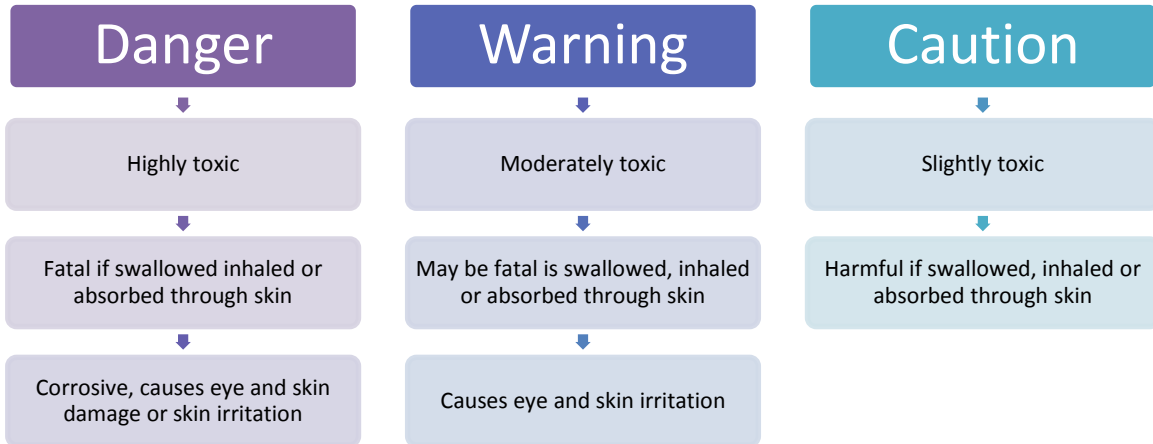 Danger
Highly toxic
Fatal if swallowed inhaled or
absorbed through skin
Corrosive, causes eye and skin
damage or skin irritation
Warning
Moderately toxic
May be fatal is swallowed, inhaled
or absorbed through skin
Causes eye and skin irritation
Caution
Slightly toxic
Harmful if swallowed, inhaled or
absorbed through skin